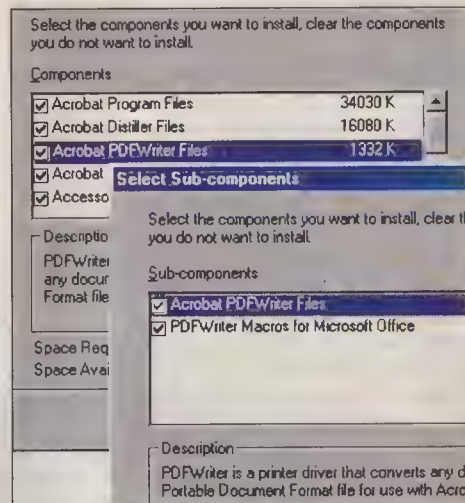 Select the components you want to install, clear the components
you do not want to install.
Components
Acrobat Program Files 34030 K
Acrobat Distiller Files 16080 K
Acrobat PDFWriter Files 1332 K
Acrobat
Accesso
Descriptio
PDFWriter
any docur
Format file
Space Req
Space Avai
Select Sub-components
Select the components you want to install, clear th
you do not want to install.
Sub-components
Acrobat PDFWriter Files
PDFWriter Macros for Microsoft Office
Description
PDFWriter is a printer driver that converts any d
Portable Document Format file for use with Acro